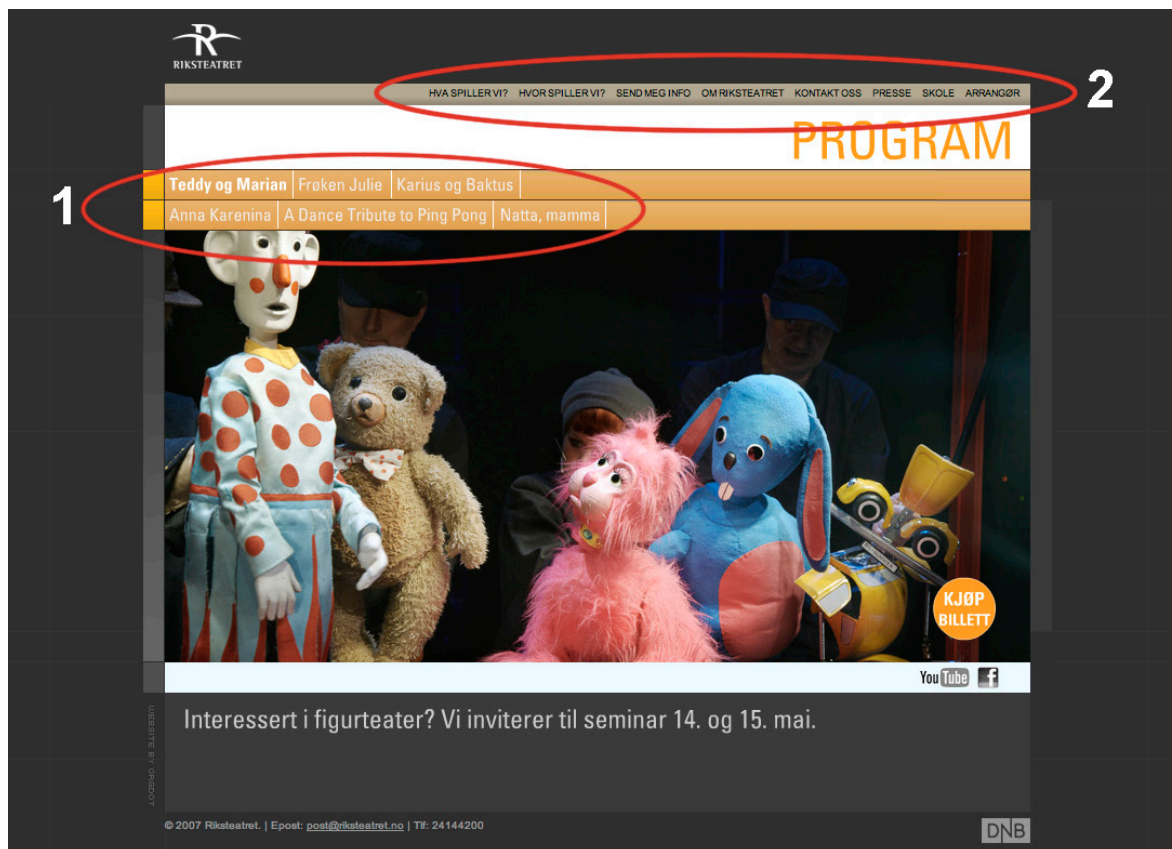 R
RIKSTEATRET
HVA SPILLER VI? HVOR SPILLER VI? SEND MEG INFO OM RIKSTEATRET KONTAKT OSS PRESSE SKOLE ARRANGØR
2
PROGRAM
1
Teddy og Marian Frøken Julie Karius og Baktus
Anna Karenina A Dance Tribute to Ping Pong Natta, mamma
KJØP
BILLETT
You Tube f
Interessert i figurteater? Vi inviterer til seminar 14. og 15. mai.
WEBSITE BY ORGDOT
© 2007 Riksteatret. | Epost: post@riksteatret.no | Tlf: 24144200
DNB